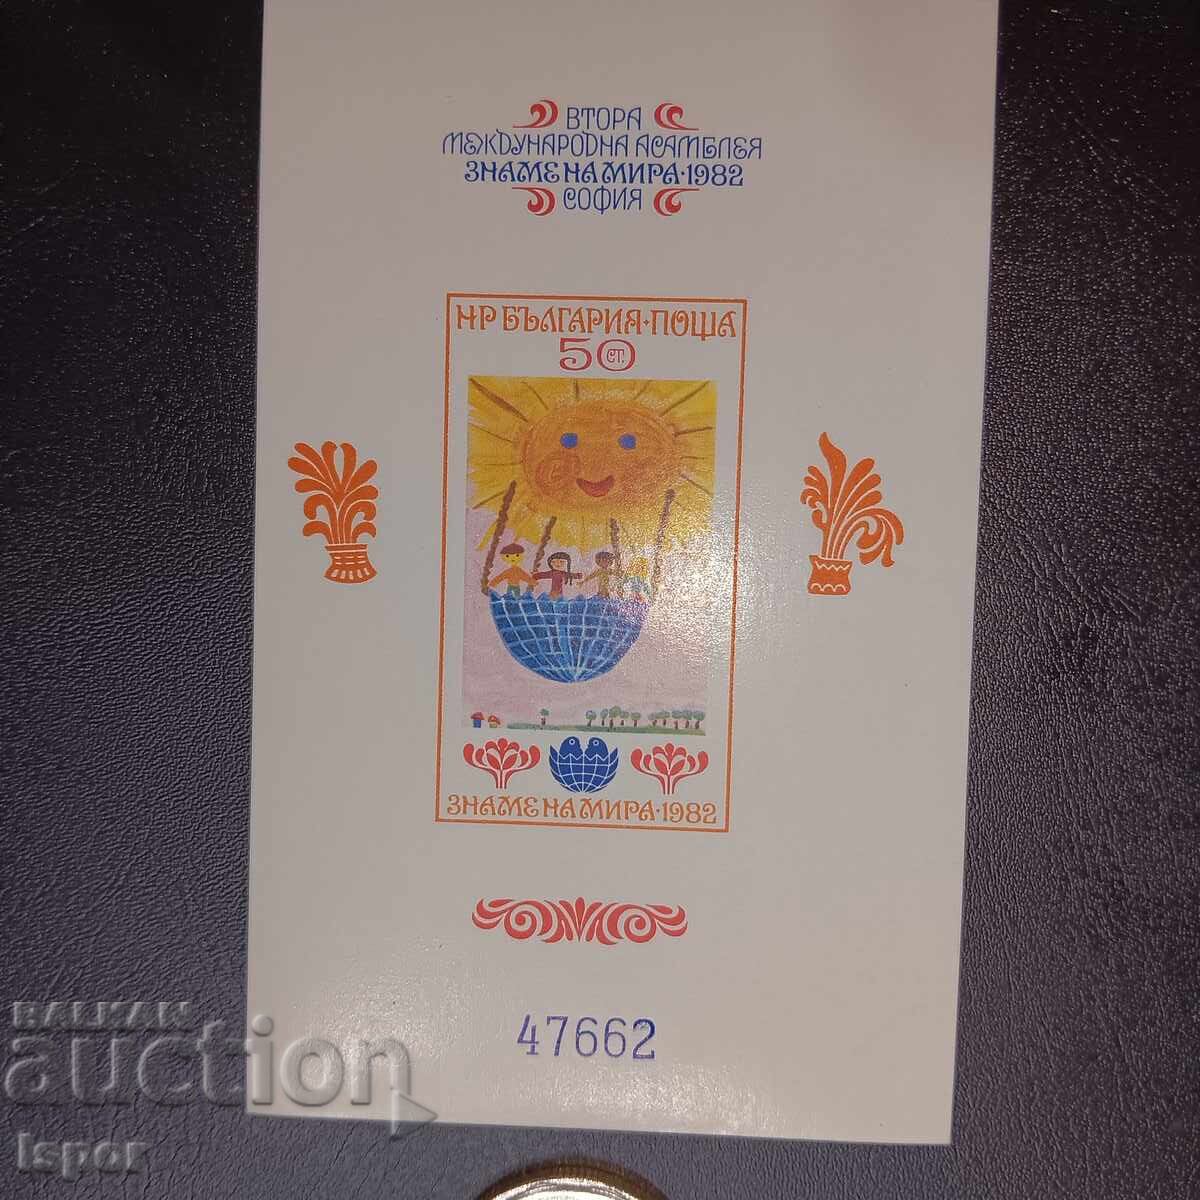 ВТОРА
МЕЖДУНАРОДНА АСАМБЛЕЯ
ЗНАМЕ НА МИРА·1982
СОФИЯ
НР БЪЛГАРИЯ·ПОЩА
50 СТ.
ЗНАМЕ НА МИРА·1982
47662
BALKAN
auction
Ispor